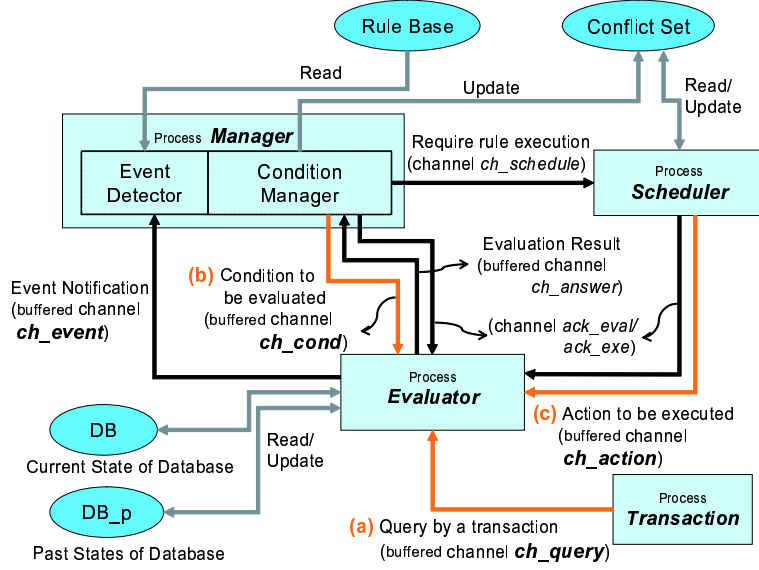 Rule Base
Conflict Set
Read
Update
Read/
Update
Process Manager
Event
Detector
Condition
Manager
Require rule execution
(channel ch_schedule)
Process
Scheduler
Event Notification
(buffered channel
ch_event)
(b) Condition to
be evaluated
(buffered channel
ch_cond)
Evaluation Result
(buffered channel
ch_answer)
(channel ack_eval/
ack_exe)
Process
Evaluator
(c) Action to be executed
(buffered channel
ch_action)
DB
Current State of Database
Read/
Update
DB_p
Past States of Database
(a) Query by a transaction
(buffered channel ch_query)
Process
Transaction